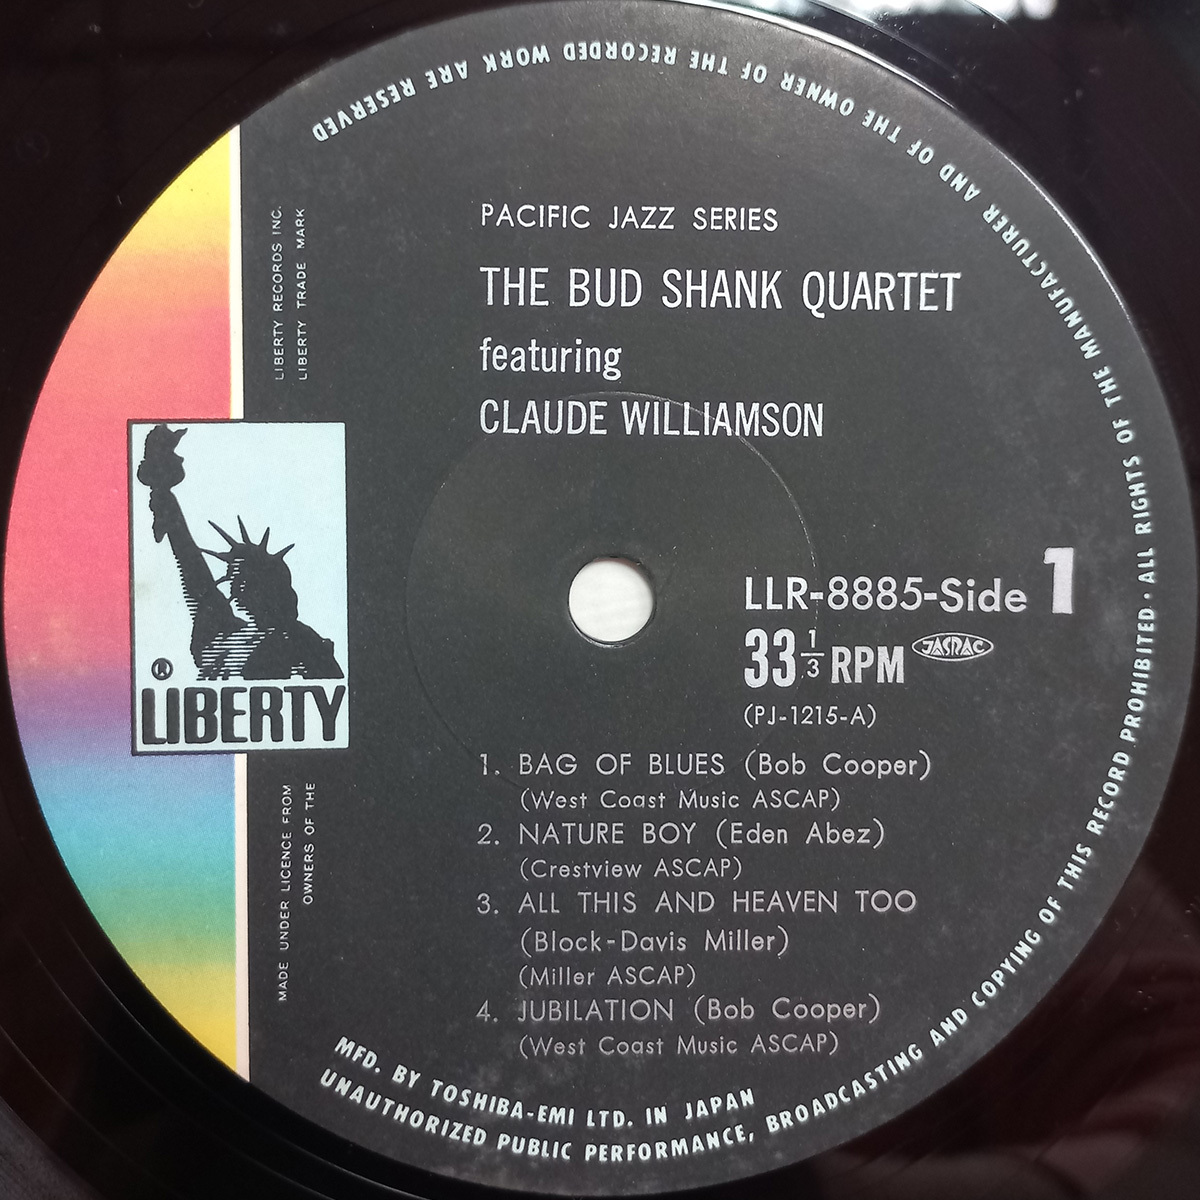 PACIFIC JAZZ SERIES
THE BUD SHANK QUARTET
featuring
CLAUDE WILLIAMSON
LIBERTY RECORDS INC.
LIBERTY TRADE MARK
®
LIBERTY
MADE UNDER LICENCE FROM
OWNERS OF THE
LLR-8885-Side 1
33 1/3 RPM JASRAC
(PJ-1215-A)
1. BAG OF BLUES (Bob Cooper)
(West Coast Music ASCAP)
2. NATURE BOY (Eden Abez)
(Crestview ASCAP)
3. ALL THIS AND HEAVEN TOO
(Block-Davis Miller)
(Miller ASCAP)
4. JUBILATION (Bob Cooper)
(West Coast Music ASCAP)
MFD. BY TOSHIBA-EMI LTD. IN JAPAN
UNAUTHORIZED PUBLIC PERFORMANCE, BROADCASTING AND COPYING OF THIS RECORD PROHIBITED · ALL RIGHTS OF THE MANUFACTURER AND OF THE OWNER OF THE RECORDED WORK ARE RESERVED